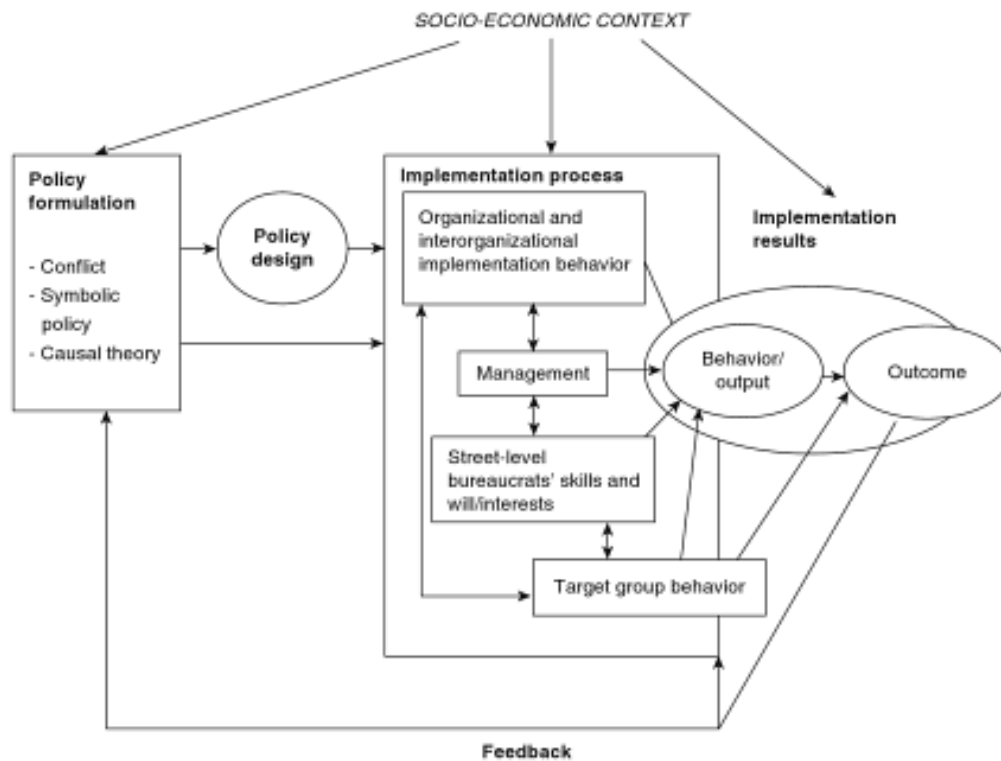 SOCIO-ECONOMIC CONTEXT
Policy
formulation
- Conflict
- Symbolic
policy
- Causal theory
Policy
design
Implementation process
Organizational and
interorganizational
implementation behavior
Management
Street-level
bureaucrats' skills and
will/interests
Target group behavior
Implementation
results
Behavior/
output
Outcome
Feedback